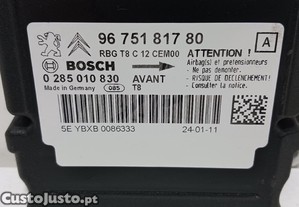 96 751 817 80
RBG T8 C 12 CEM00
ATTENTION !
A
BOSCH
Airbag(s) et prétensionneurs
- Ne pas démonter.
- RISQUE DE DECLENCHEMENT
- Consulter la notice.
0 285 010 830 AVANT
Made in Germany 085 T8
5E YBXB 0086333
24-01-11
CustoJusto.pt